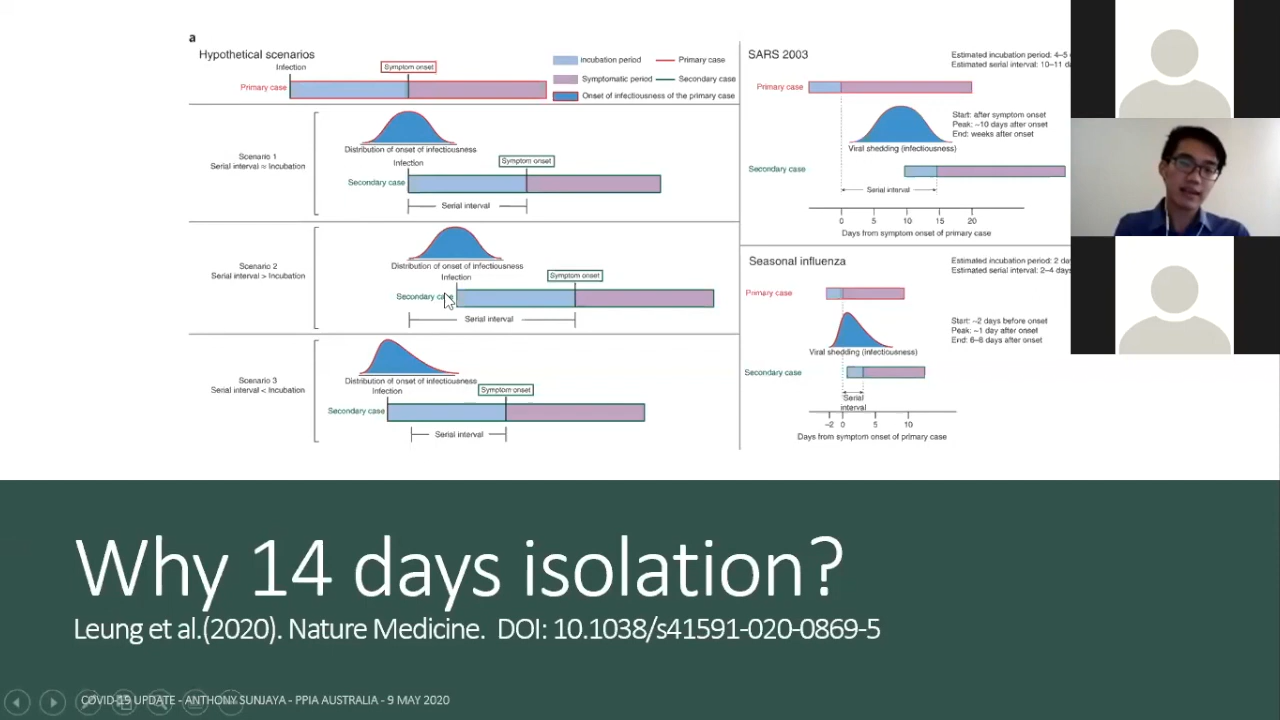 a
Hypothetical scenarios
Infection
Symptom onset
Primary case
Incubation period
Primary case
Symptomatic period
Secondary case
Onset of infectiousness of the primary case
Scenario 1
Serial interval ≈ Incubation
Distribution of onset of infectiousness
Infection
Symptom onset
Secondary case
Serial interval
Scenario 2
Serial interval > Incubation
Distribution of onset of infectiousness
Infection
Symptom onset
Secondary
Serial interval
Scenario 3
Serial interval < Incubation
Distribution of onset of infectiousness
Infection
Symptom onset
Secondary case
Serial interval
SARS 2003
Estimated incubation period: 4–5
Estimated serial interval: 10–11 da
Primary case
Start: after symptom onset
Peak: ~10 days after onset
End: weeks after onset
Viral shedding (infectiousness)
Secondary case
Serial interval
0 5 10 15 20
Days from symptom onset of primary case
Seasonal influenza
Estimated incubation period: 2 day
Estimated serial interval: 2–4 days
Primary case
Start: ~2 days before onset
Peak: ~1 day after onset
End: days after onset
Viral shedding (infectiousness)
Secondary case
Serial
interval
–2 0 5 10
Days from symptom onset of primary case
Why 14 days isolation?
Leung et al.(2020). Nature Medicine. DOI: 10.1038/s41591-020-0869-5
COVID-19 UPDATE - ANTHONY SUNJAYA - PPIA AUSTRALIA - 9 MAY 2020